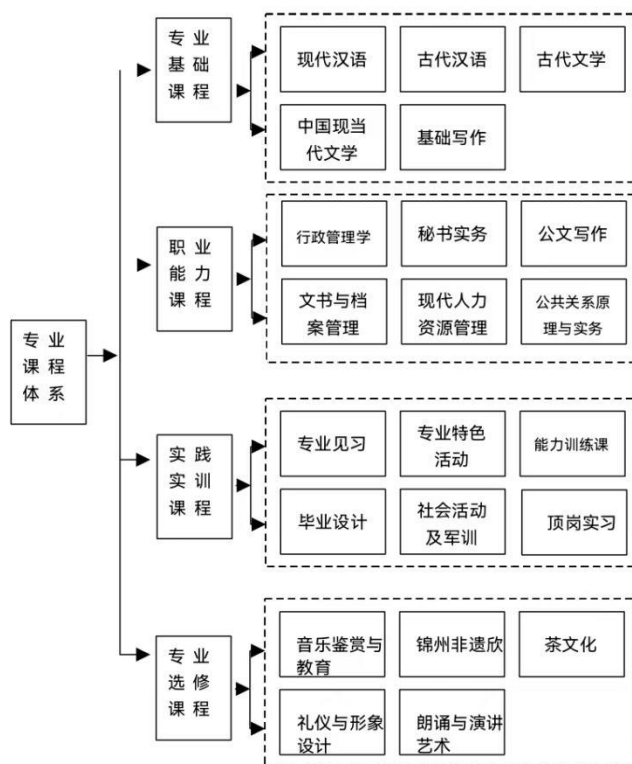 专业
课程
体系
专业
基础
课程
现代汉语
古代汉语
古代文学
中国现当
代文学
基础写作
职业
能力
课程
行政管理学
秘书实务
公文写作
文书与档
案管理
现代人力
资源管理
公共关系原
理与实务
实践
实训
课程
专业见习
专业特色
活动
能力训练课
毕业设计
社会活动
及军训
顶岗实习
专业
选修
课程
音乐鉴赏与
教育
锦州非遗欣
茶文化
礼仪与形象
设计
朗诵与演讲
艺术